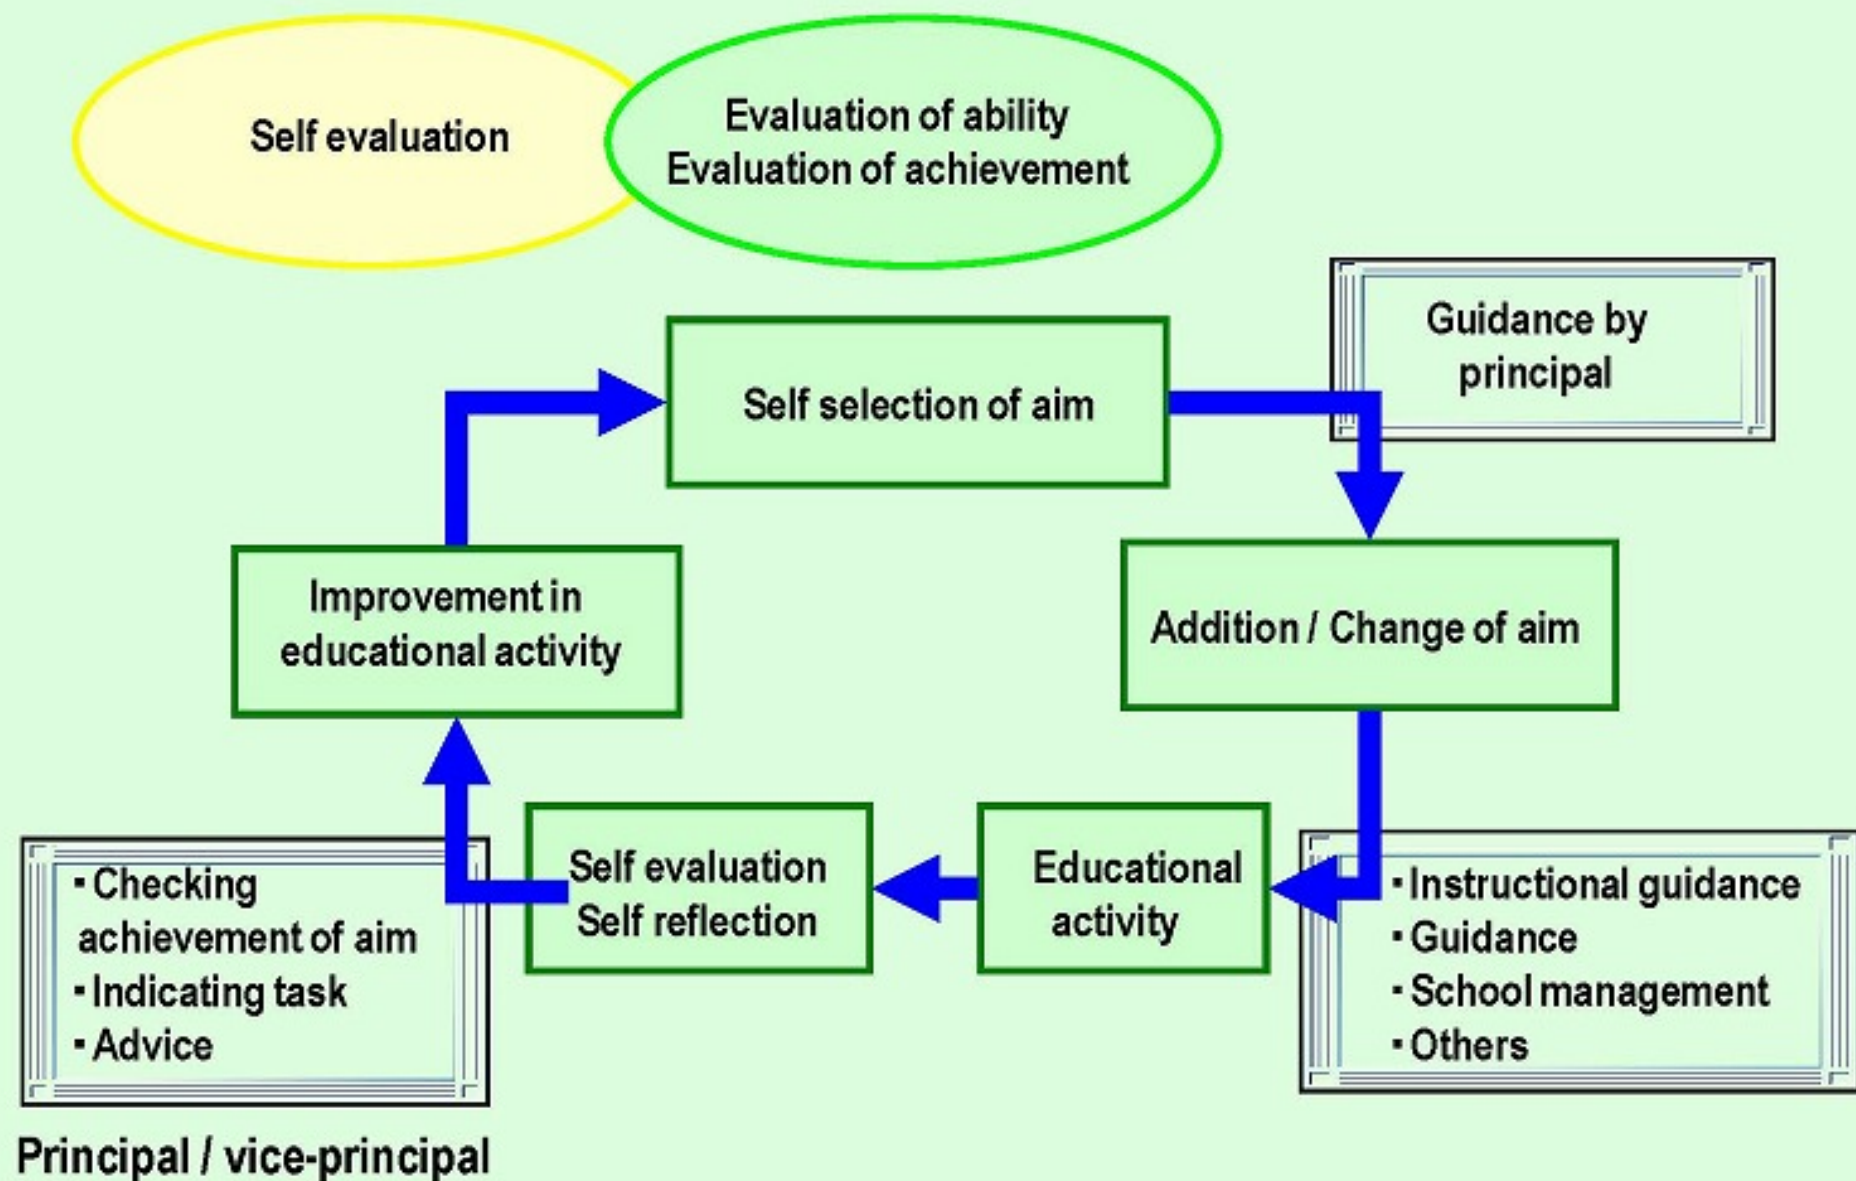 Self evaluation
Evaluation of ability
Evaluation of achievement
Guidance by
principal
Self selection of aim
Improvement in
educational activity
Addition / Change of aim
▪Checking
achievement of aim
▪Indicating task
▪Advice
Self evaluation
Self reflection
Educational
activity
▪Instructional guidance
▪Guidance
▪School management
▪Others
Principal / vice-principal